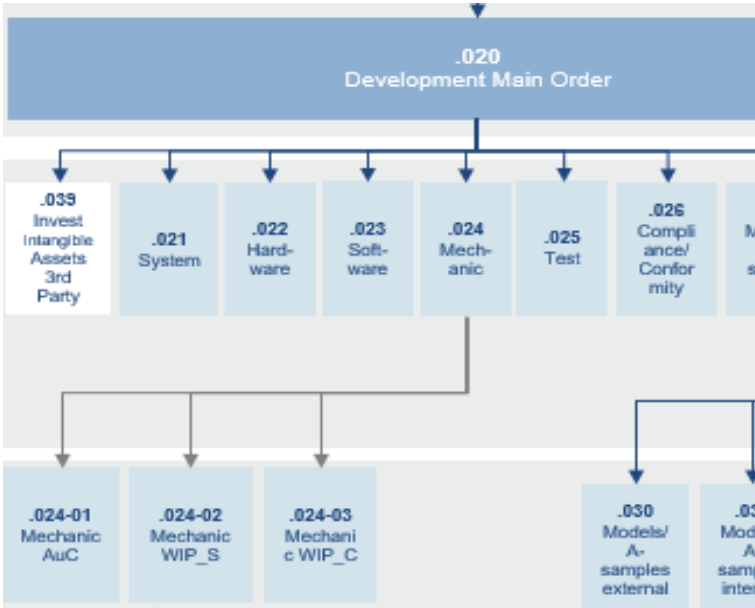 .020
Development Main Order
.039
Invest
Intangible
Assets
3rd
Party
.021
System
.022
Hard-
ware
.023
Soft-
ware
.024
Mech-
anic
.025
Test
.026
Compli
ance/
Confor
mity
.024-01
Mechanic
AuC
.024-02
Mechanic
WIP_S
.024-03
Mechani
c WIP_C
.030
Models/
A-
samples
external